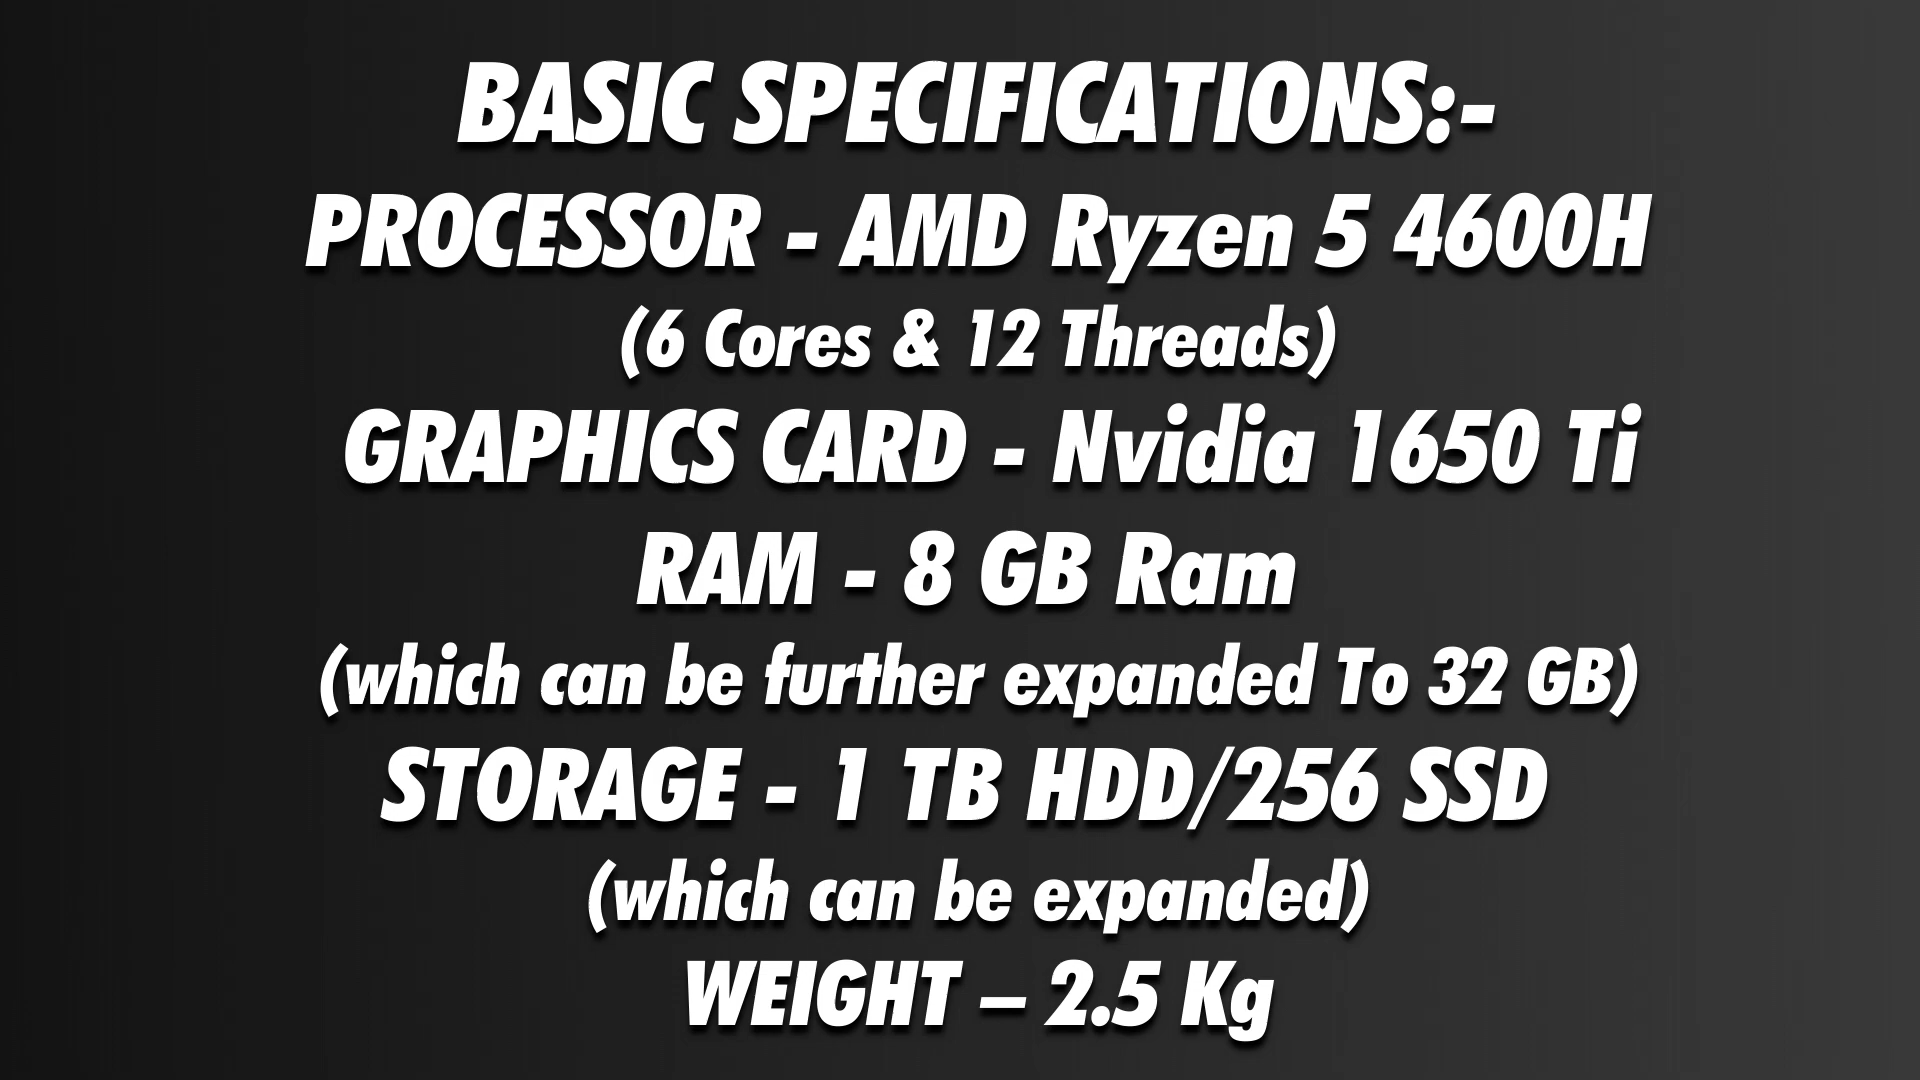 BASIC SPECIFICATIONS:-
PROCESSOR - AMD Ryzen 5 4600H
(6 Cores & 12 Threads)
GRAPHICS CARD - Nvidia 1650 Ti
RAM - 8 GB Ram
(which can be further expanded To 32 GB)
STORAGE - 1 TB HDD/256 SSD
(which can be expanded)
WEIGHT – 2.5 Kg